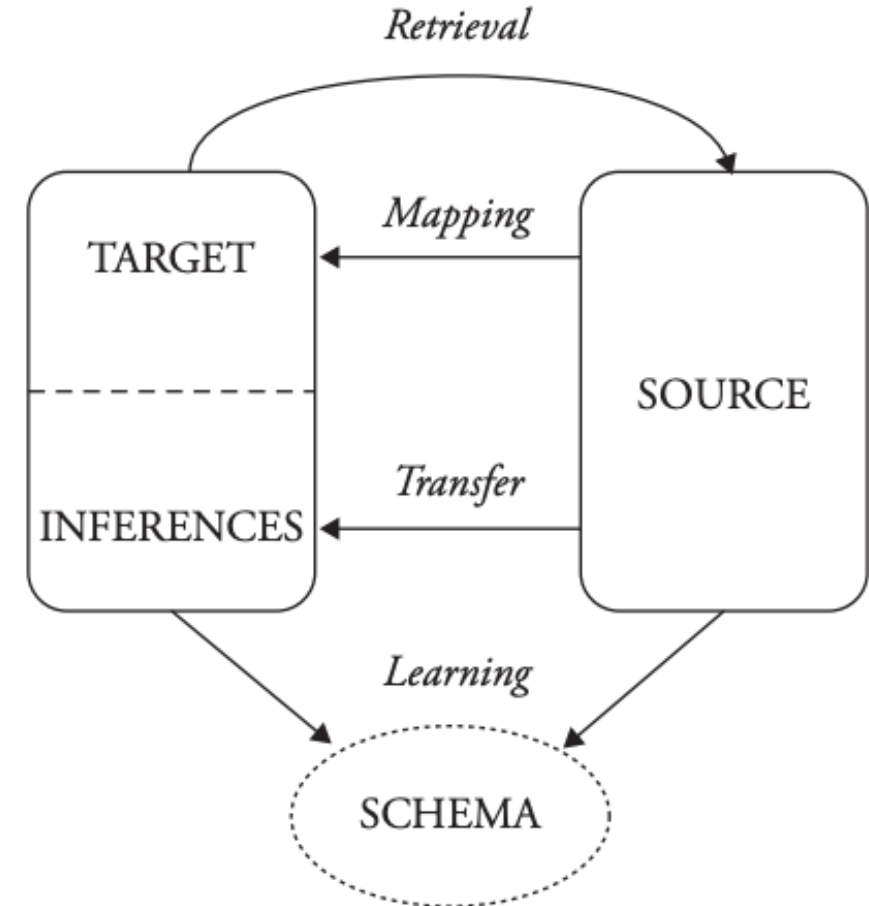 Retrieval
Mapping
TARGET
SOURCE
Transfer
INFERENCES
Learning
SCHEMA